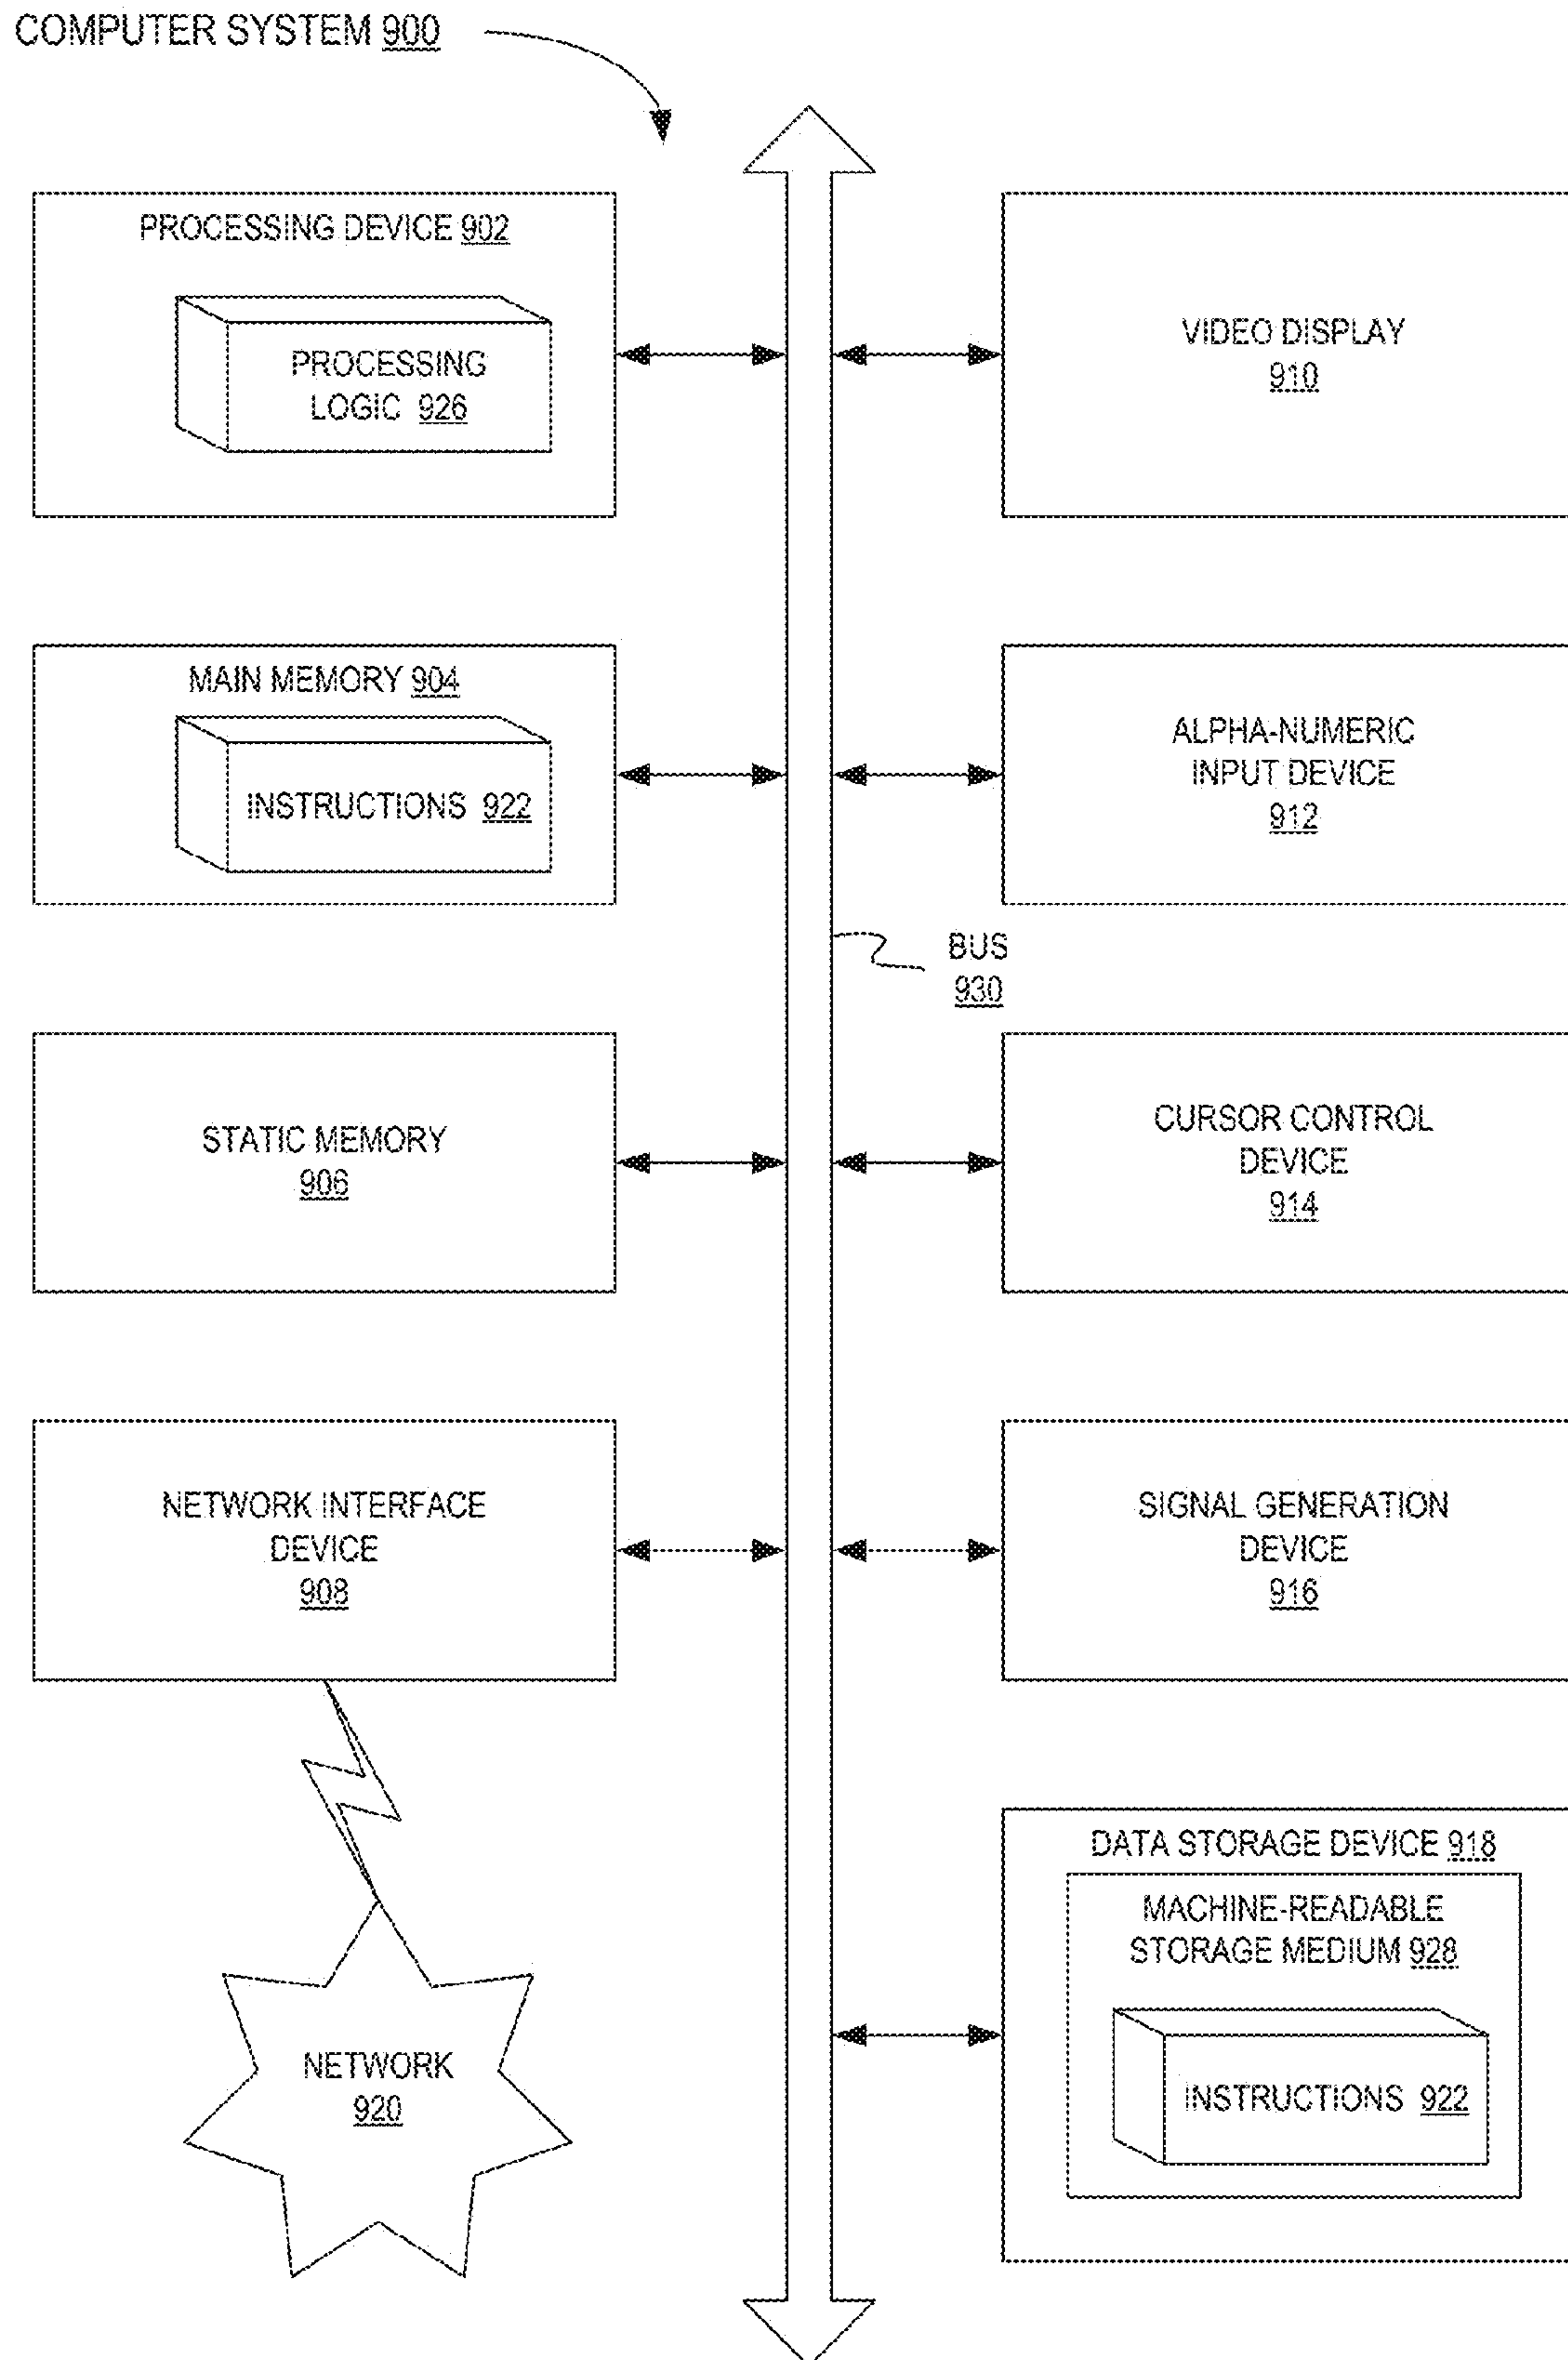 COMPUTER SYSTEM 900
PROCESSING DEVICE 902
PROCESSING
LOGIC 926
VIDEO DISPLAY
910
MAIN MEMORY 904
INSTRUCTIONS 922
ALPHA-NUMERIC
INPUT DEVICE
912
BUS
930
STATIC MEMORY
906
CURSOR CONTROL
DEVICE
914
NETWORK INTERFACE
DEVICE
908
SIGNAL GENERATION
DEVICE
916
DATA STORAGE DEVICE 918
MACHINE-READABLE
STORAGE MEDIUM 928
INSTRUCTIONS 922
NETWORK
920